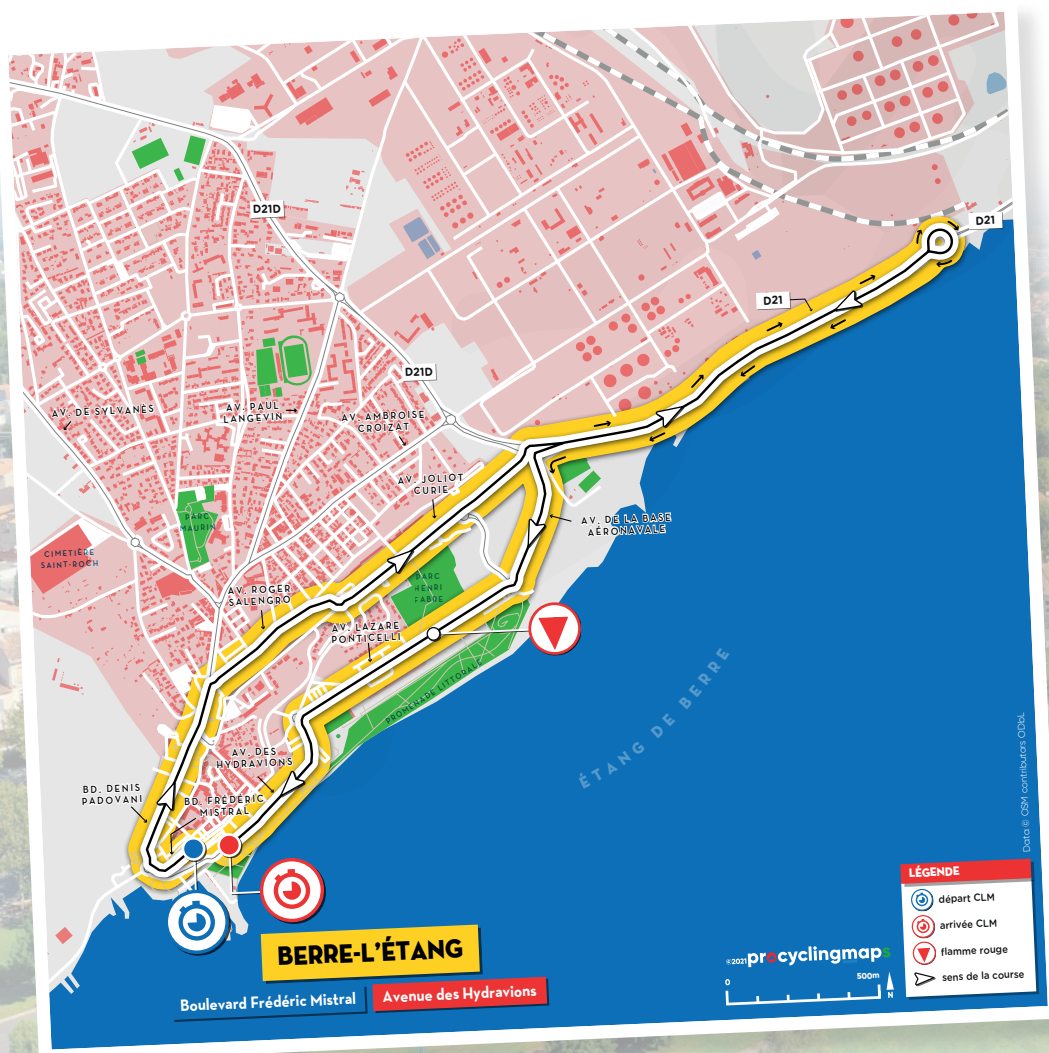 D21D
D21
D21
D21D
AV. DE SYLVANÈS
AV. PAUL
LANGEVIN
AV. AMBROISE
CROIZAT
AV. JOLIOT
CURIE
PARC
MAURIN
AV. DE LA BASE
AÉRONAVALE
CIMETIÈRE
SAINT-ROCH
PARC
HENRI
FABRE
AV. ROGER
SALENGRO
AV. LAZARE
PONTICELLI
PROMENADE LITTORALE
ÉTANG DE BERRE
AV. DES
HYDRAVIONS
BD. DENIS
PADOVANI
BD. FRÉDÉRIC
MISTRAL
Data © OSM contributors ODbL
LÉGENDE
départ CLM
arrivée CLM
flamme rouge
sens de la course
BERRE-L'ÉTANG
Boulevard Frédéric Mistral
Avenue des Hydravions
©2021 procyclingmaps
0 500m
N